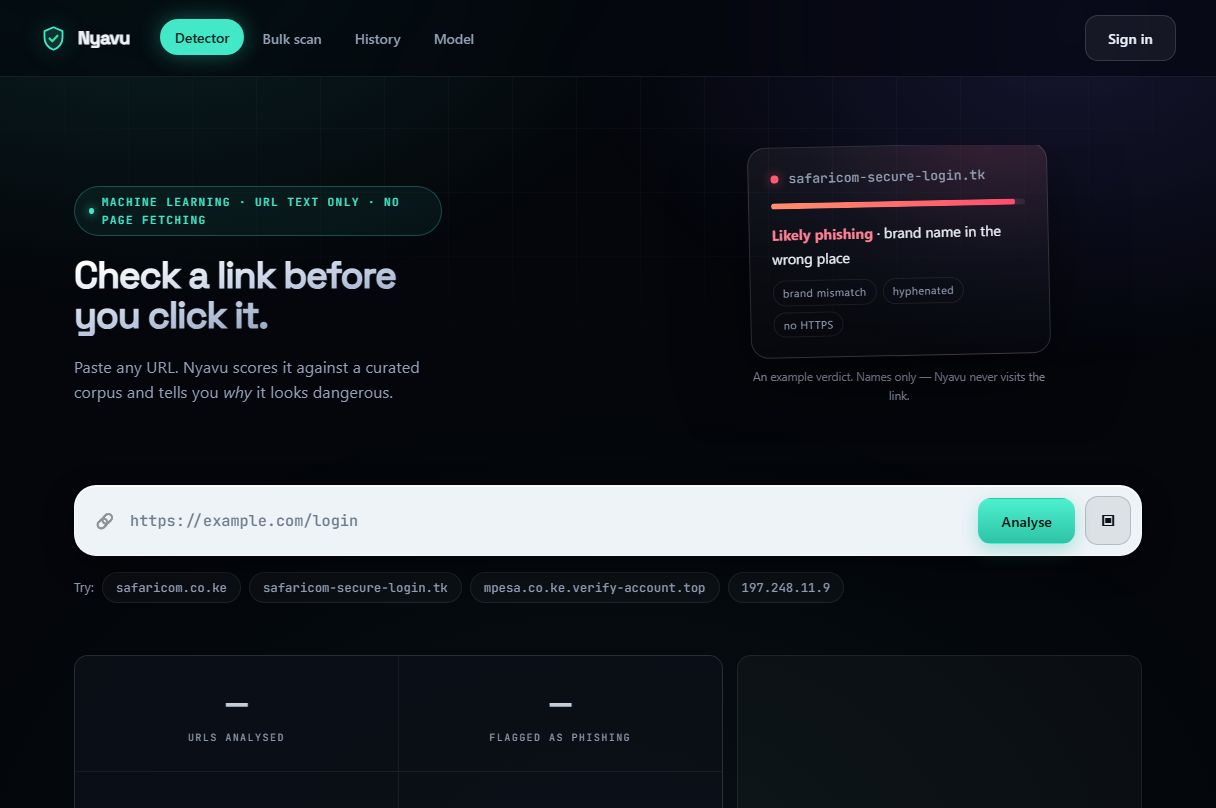 Nyavu
Detector
Bulk scan
History
Model
Sign in
MACHINE LEARNING · URL TEXT ONLY · NO
PAGE FETCHING
Check a link before
you click it.
Paste any URL. Nyavu scores it against a curated
corpus and tells you why it looks dangerous.
safaricom-secure-login.tk
Likely phishing · brand name in the
wrong place
brand mismatch
hyphenated
no HTTPS
An example verdict. Names only — Nyavu never visits the
link.
https://example.com/login
Analyse
Try:
safaricom.co.ke
safaricom-secure-login.tk
mpesa.co.ke.verify-account.top
197.248.11.9
—
URLS ANALYSED
—
FLAGGED AS PHISHING